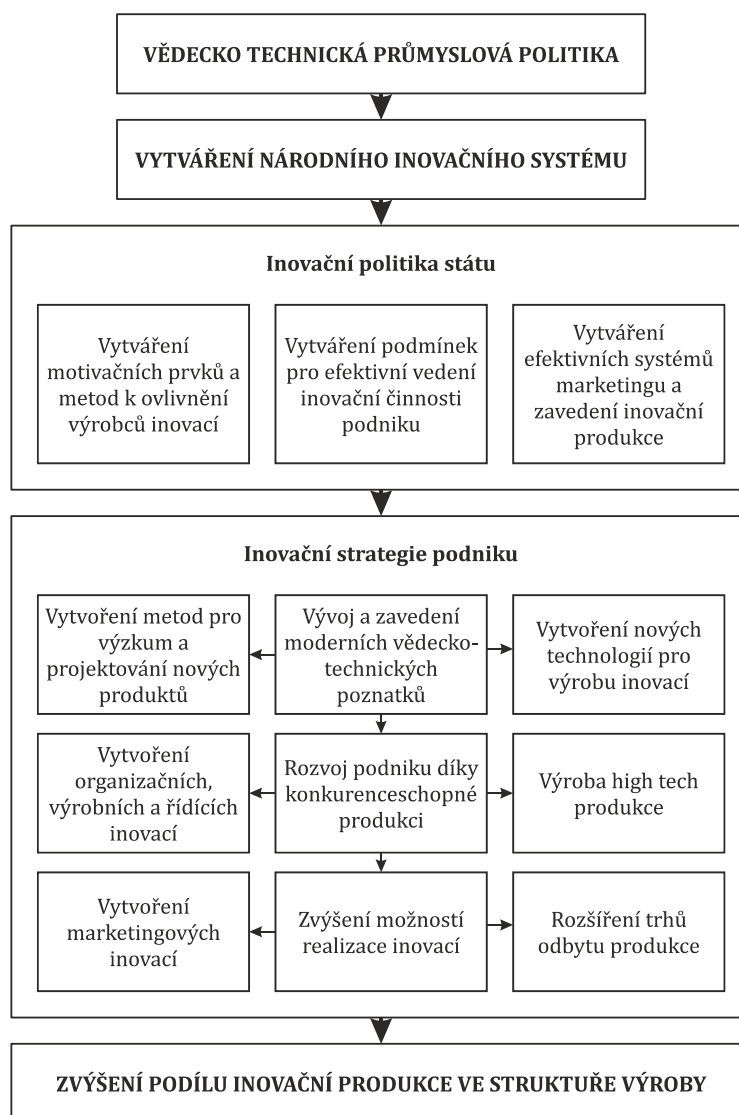 VĚDECKO TECHNICKÁ PRŮMYSLOVÁ POLITIKA
VYTVÁŘENÍ NÁRODNÍHO INOVAČNÍHO SYSTÉMU
Inovační politika státu
Vytváření
motivačních prvků a
metod k ovlivnění
výrobců inovací
Vytváření podmínek
pro efektivní vedení
inovační činnosti
podniku
Vytváření
efektivních systémů
marketingu a
zavedení inovační
produkce
Inovační strategie podniku
Vytvoření metod pro
výzkum a
projektování nových
produktů
Vývoj a zavedení
moderních vědecko-
technických
poznatků
Vytvoření nových
technologií pro
výrobu inovací
Vytvoření
organizačních,
výrobních a řídících
inovací
Rozvoj podniku díky
konkurenceschopné
produkci
Výroba high tech
produkce
Vytvoření
marketingových
inovací
Zvýšení možností
realizace inovací
Rozšíření trhů
odbytu produkce
ZVÝŠENÍ PODÍLU INOVAČNÍ PRODUKCE VE STRUKTUŘE VÝROBY